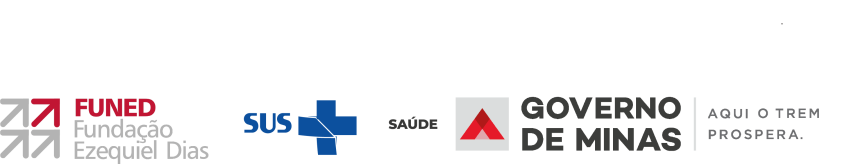 FUNED
Fundação
Ezequiel Dias
SUS
SAÚDE
GOVERNO
DE MINAS
AQUI O TREM
PROSPERA.